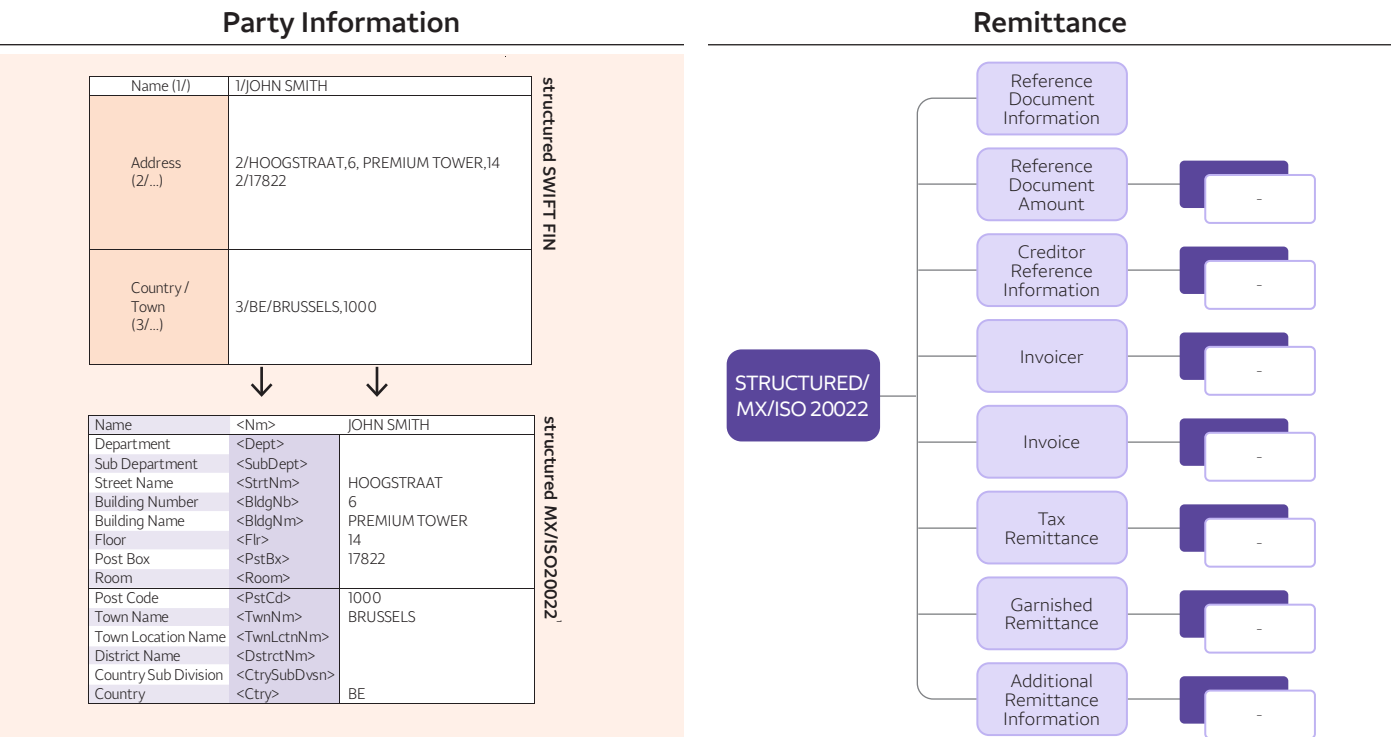 Party Information
Name (1/) 1/JOHN SMITH
Address
(2/...)
2/HOOGSTRAAT,6, PREMIUM TOWER,14
2/17822
Country /
Town
(3/...)
3/BE/BRUSSELS,1000
structured SWIFT FIN
Name <Nm> JOHN SMITH
Department <Dept>
Sub Department <SubDept>
Street Name <StrtNm> HOOGSTRAAT
Building Number <BldgNb> 6
Building Name <BldgNm> PREMIUM TOWER
Floor <Flr> 14
Post Box <PstBx> 17822
Room <Room>
Post Code <PstCd> 1000
Town Name <TwnNm> BRUSSELS
Town Location Name <TwnLctnNm>
District Name <DstrctNm>
Country Sub Division <CtrySubDvsn>
Country <Ctry> BE
structured MX/ISO20022
Remittance
STRUCTURED/
MX/ISO 20022
Reference
Document
Information
Reference
Document
Amount
-
Creditor
Reference
Information
-
Invoicer
-
Invoice
-
Tax
Remittance
-
Garnished
Remittance
-
Additional
Remittance
Information
-